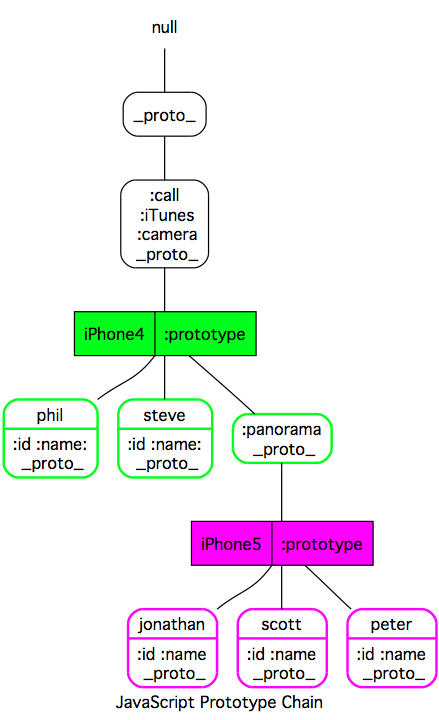 null
_proto_
:call
:iTunes
:camera
_proto_
iPhone4 :prototype
phil
:id :name:
_proto_
steve
:id :name:
_proto_
:panorama
_proto_
iPhone5 :prototype
jonathan
:id :name
_proto_
scott
:id :name
_proto_
peter
:id :name
_proto_
JavaScript Prototype Chain